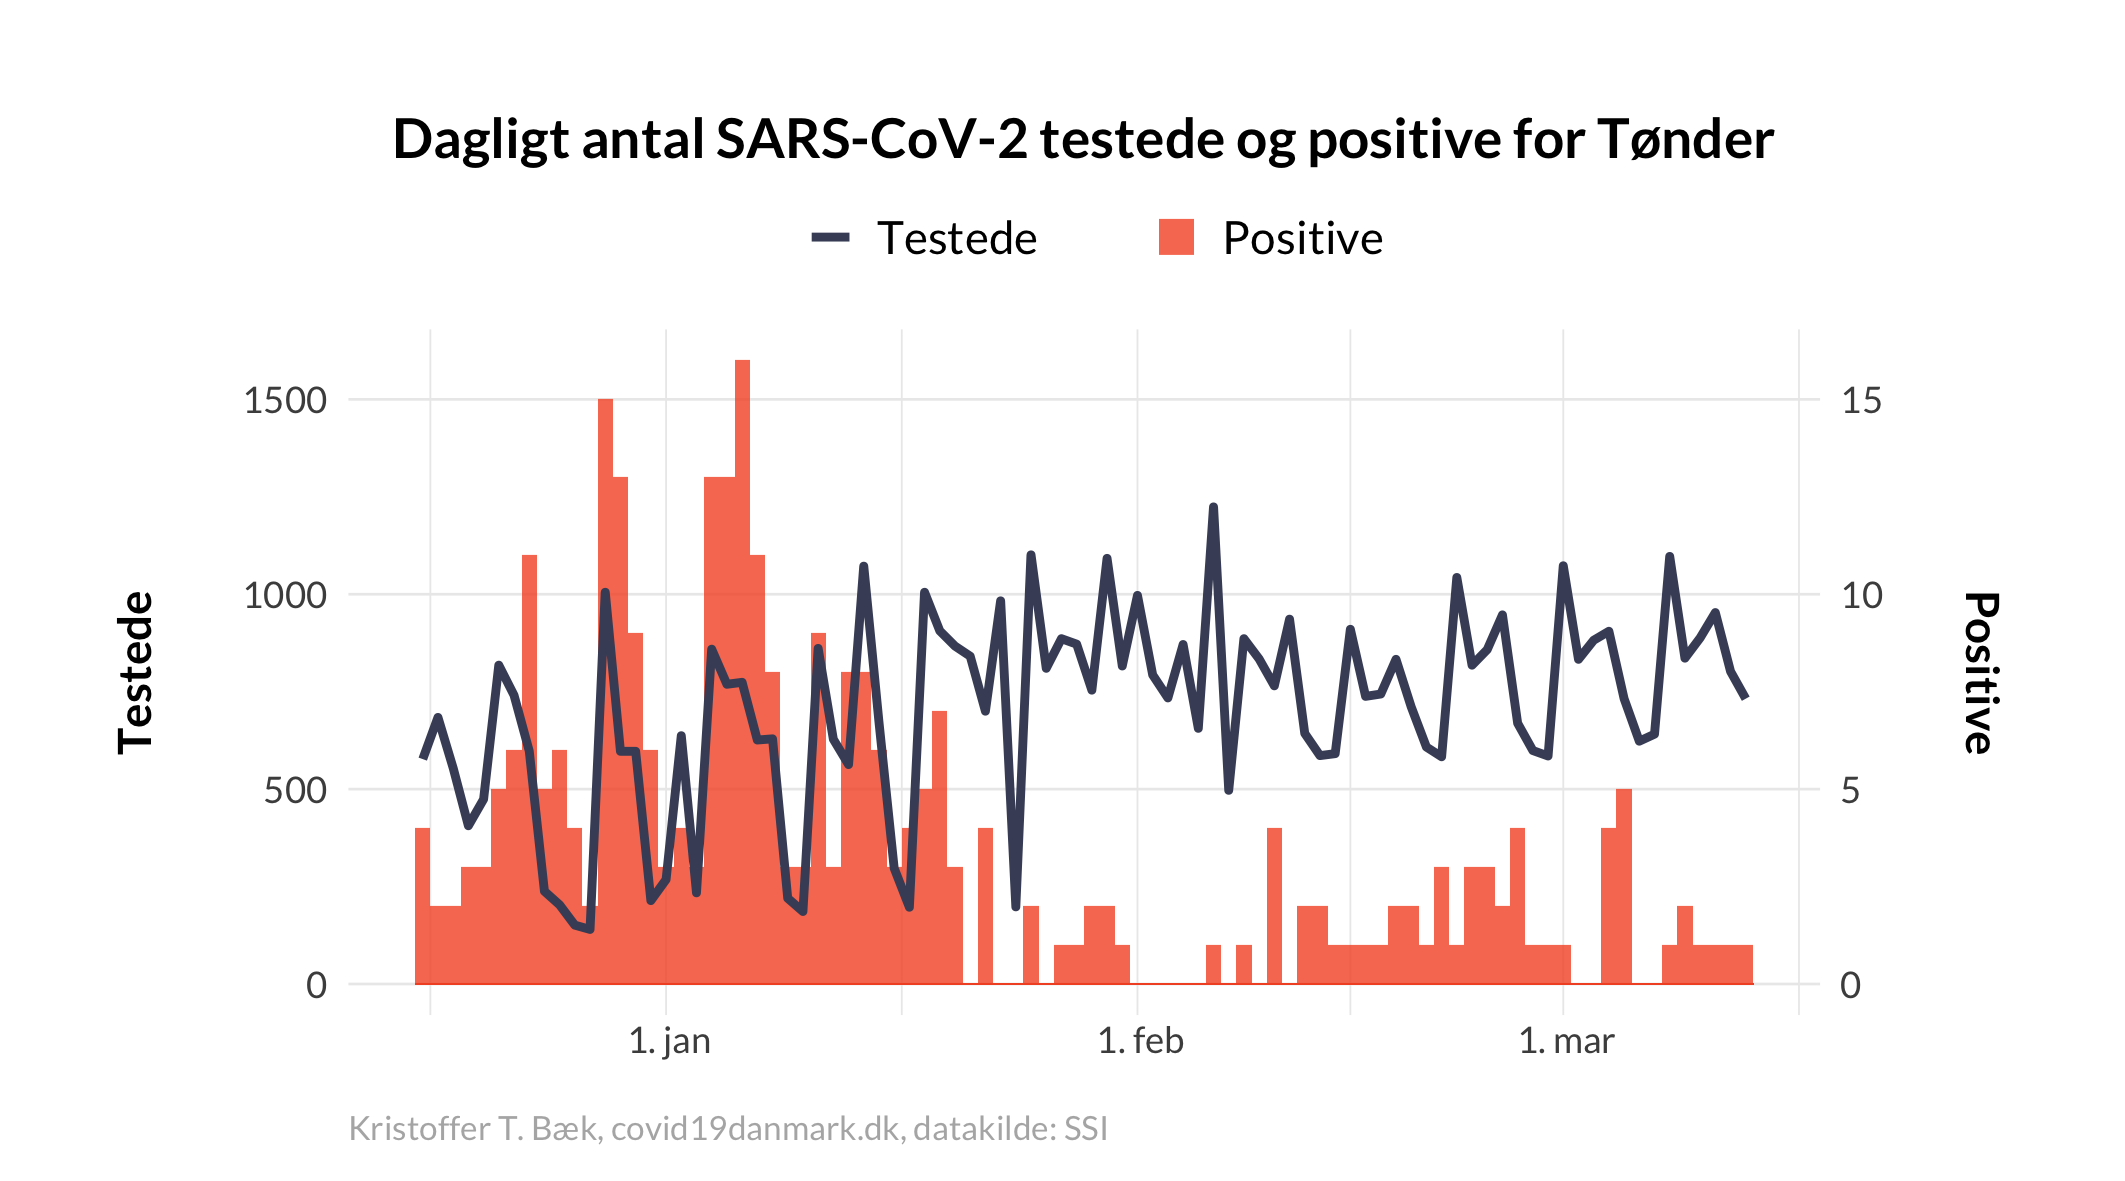 Dagligt antal SARS-CoV-2 testede og positive for Tønder
Testede
Positive
Testede
1500
1000
500
0
15
10
5
0
Positive
1. jan
1. feb
1. mar
Kristoffer T. Bæk, covid19danmark.dk, datakilde: SSI